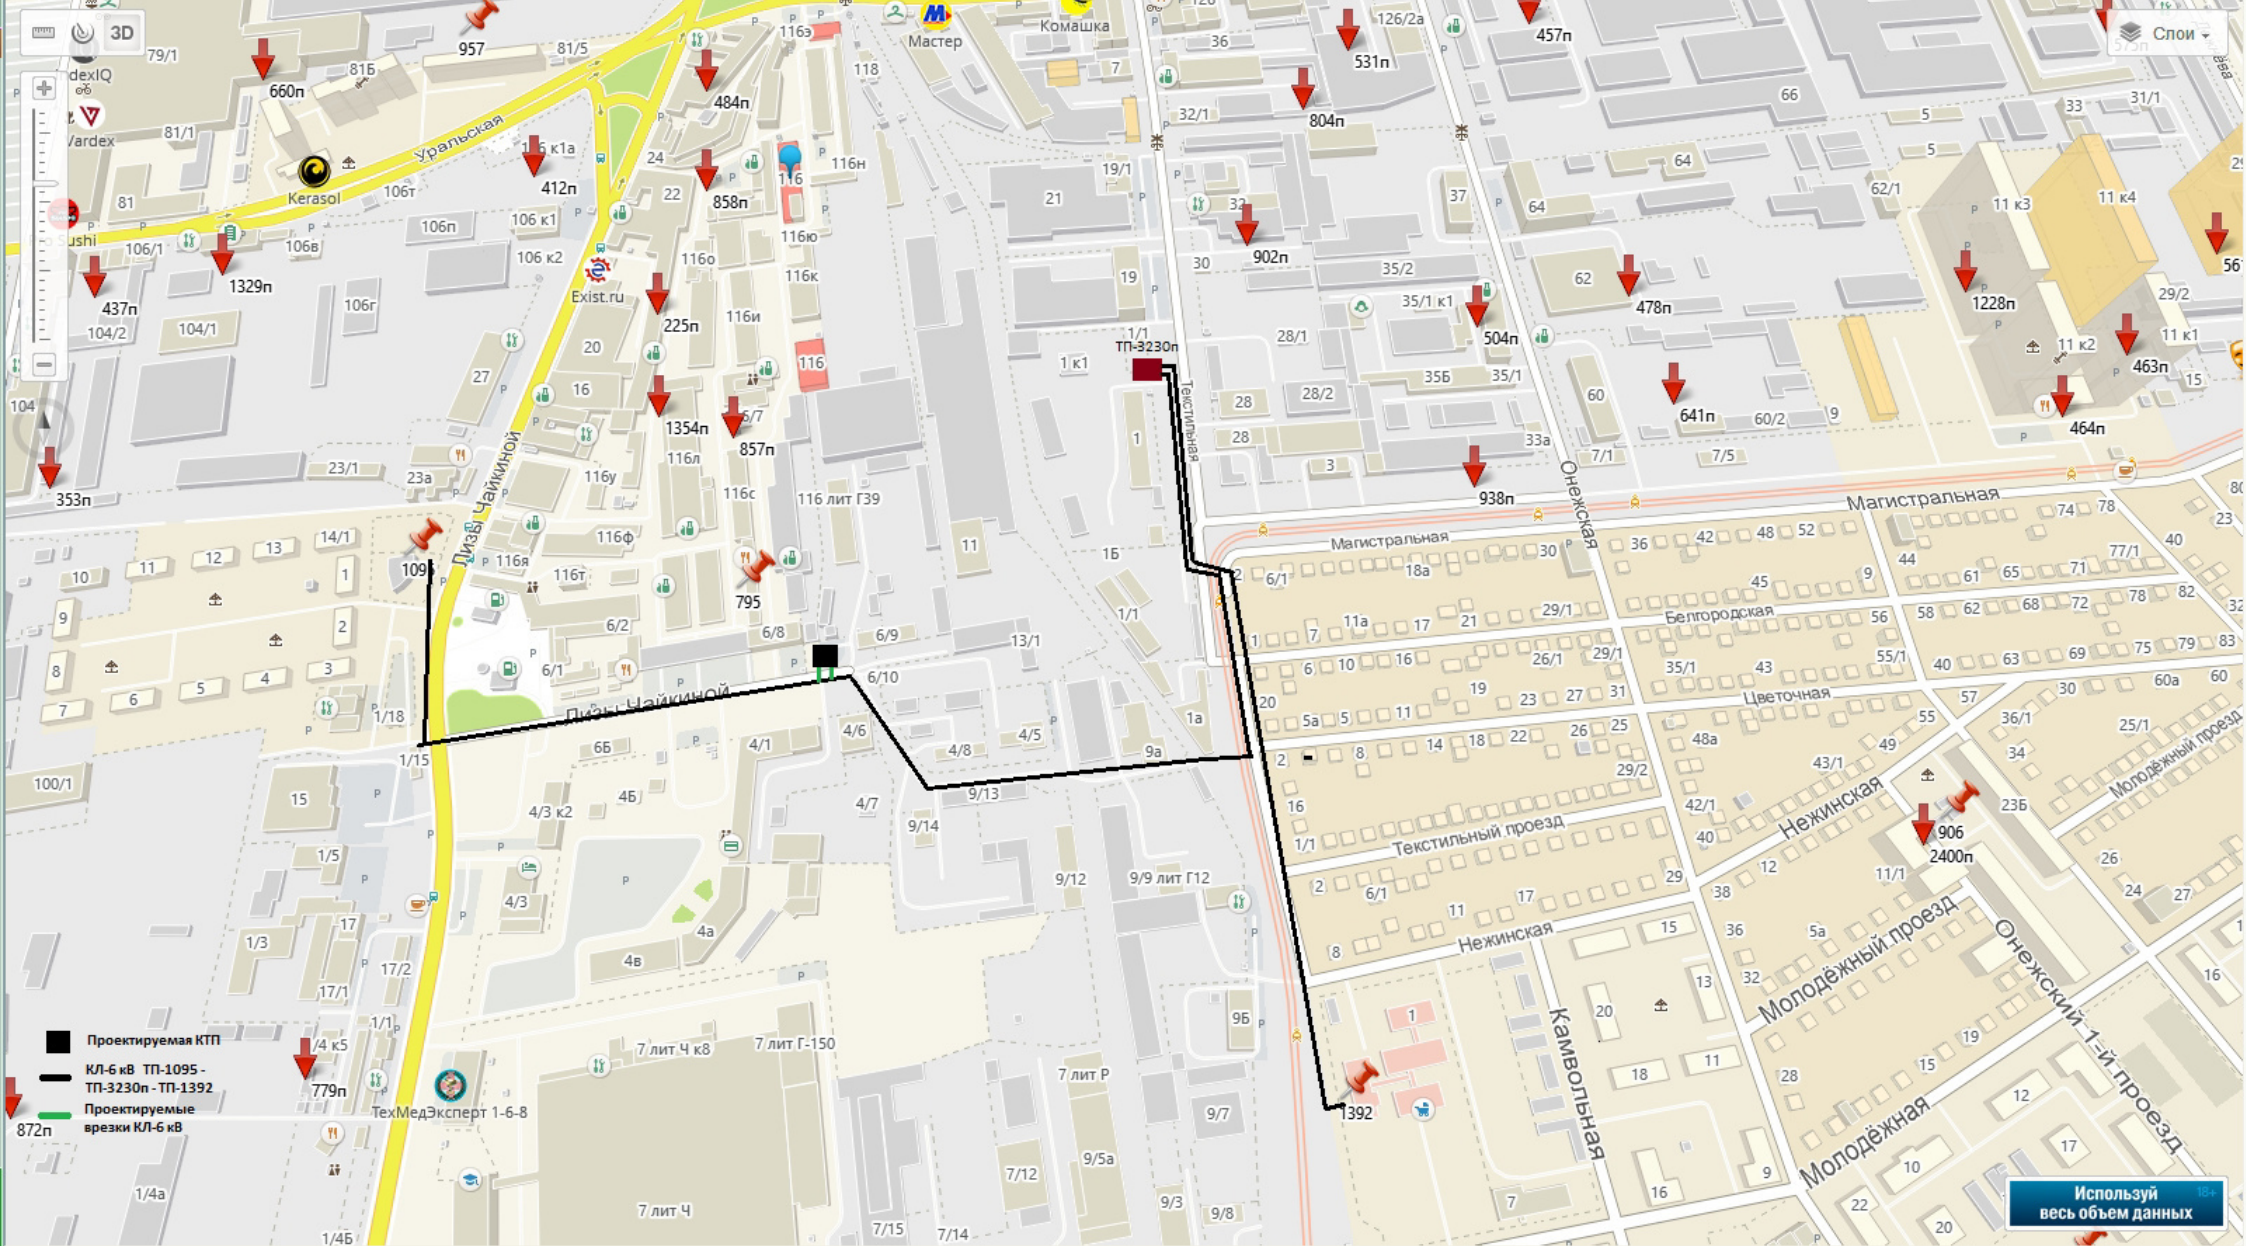 3D
Слои
957
81/5
116э
Мастер
Комашка
36
126/2а
531п
457п
79/1
dexIQ
660п
81Б
118
7
66
Vardex
81/1
Уральская
484п
804п
32/1
5
33
31/1
24
116н
412п
Kerasol
106т
22
858п
116
21
19/1
32
37
64
64
5
62/1
11 к3
11 к4
81
106п
106 к1
116ю
106/1
106в
106 к2
116о
902п
30
35/2
62
1329п
437п
Exist.ru
116к
19
35/1 к1
478п
1228п
29/2
104/2
104/1
106г
225п
116и
1/1
28/1
504п
11 к2
11 к1
ТП-3230п
463п
20
116
1 к1
35Б
35/1
15
27
16
28
28/2
60
641п
60/2
9
464п
104
1354п
857п
Текстильная
1
28
33а
Лизы Чайкиной
116л
3
7/1
7/5
353п
23/1
23а
116у
116с
116 лит Г39
938п
Онежская
Магистральная
14/1
13
12
11
10
116ф
11
1Б
Магистральная
30
36
42
48
52
74
78
1095
116я
116т
6/1
18а
44
40
77/1
1
795
1/1
45
9
61
65
71
9
2
6/2
6/8
6/9
13/1
7
11а
17
21
29/1
Белгородская
56
58
62
68
72
78
82
8
3
6/1
6
10
16
26/1
29/1
35/1
43
55/1
40
63
69
75
79
83
4
5
6
7
1/18
Лизы Чайкиной
6/10
20
19
23
27
31
Цветочная
57
30
60а
60
6Б
4/1
4/6
4/8
4/5
1а
9а
5а
5
11
14
18
22
26
25
48а
55
49
36/1
34
25/1
Молодёжный проезд
1/15
100/1
15
4Б
4/3 к2
4/7
9/13
9/14
2
8
29/2
43/1
42/1
Нежинская
16
1/1
Текстильный проезд
40
906
2400п
23Б
1/5
9/12
9/9 лит Г12
2
6/1
29
12
38
11/1
26
24
27
4/3
4а
17
11
17
1/3
4в
8
Нежинская
15
36
5а
Молодёжный проезд
Онежский 1-й проезд
17/2
17/1
13
32
16
1/1
9Б
1
20
Камвольная
Проектируемая КТП
/4 к5
7 лит Ч к8
7 лит Г-150
19
КЛ-6 кВ ТП-1095 -
ТП-3230п - ТП-1392
779п
7 лит Р
18
11
28
15
12
Проектируемые
врезки КЛ-6 кВ
ТехМедЭксперт 1-6-8
9/7
1392
872п
Молодёжная
17
10
1/4а
7/12
9/5а
9
16
7
7 лит Ч
9/3
9/8
22
20
1/4Б
7/15
7/14
Используй
весь объем данных
18+